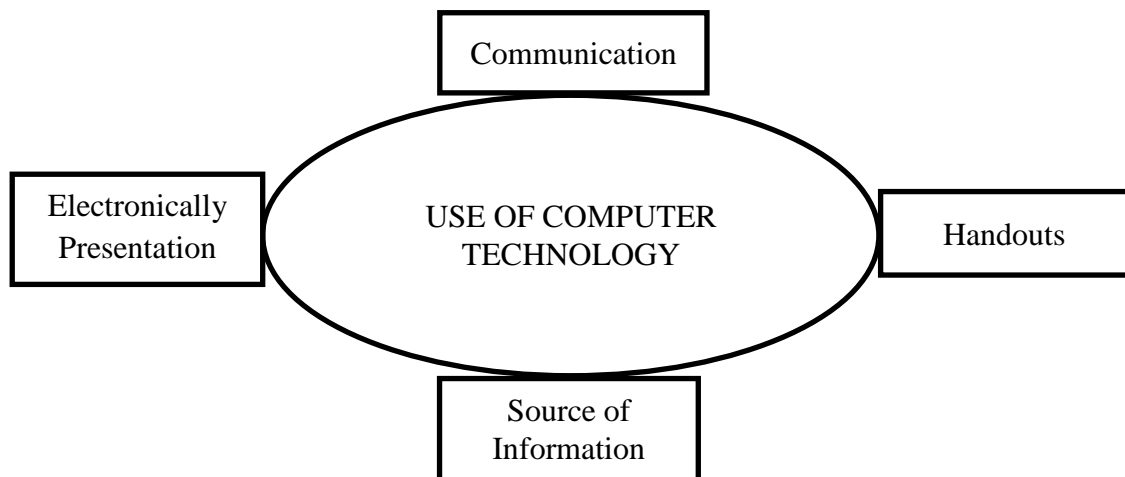 Communication
Electronically
Presentation
USE OF COMPUTER
TECHNOLOGY
Handouts
Source of
Information